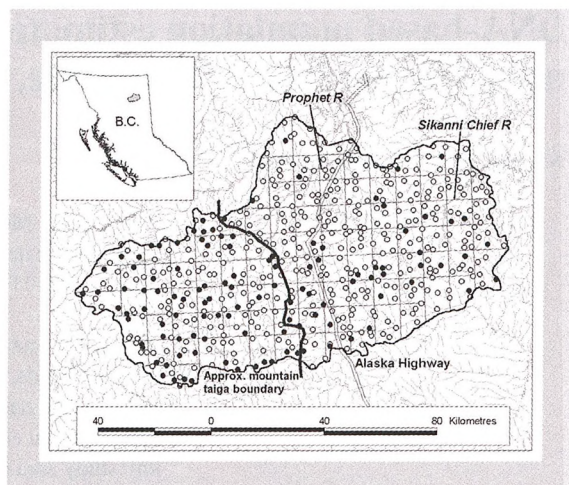 B.C.
Prophet R
Sikanni Chief R
Alaska Highway
Approx. mountain
taiga boundary
40 0 40 80 Kilometres